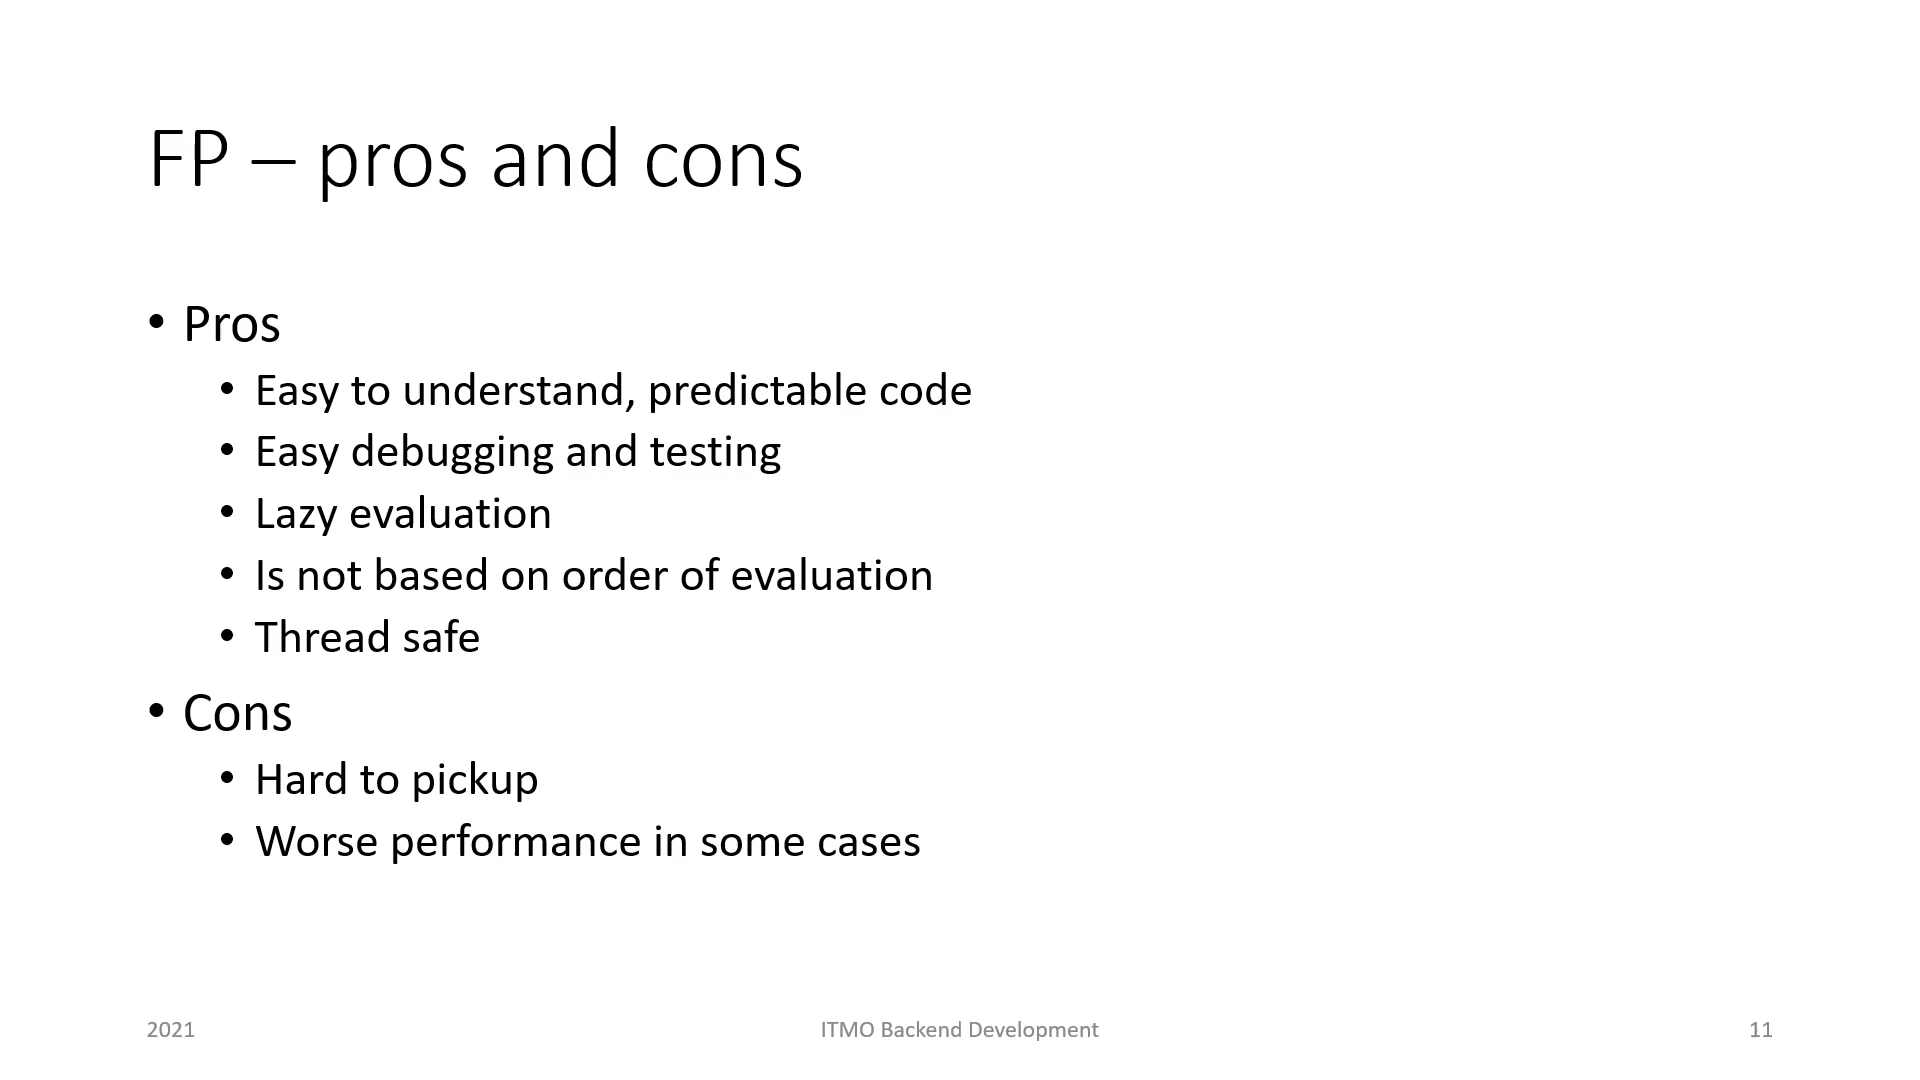 FP – pros and cons
• Pros
• Easy to understand, predictable code
• Easy debugging and testing
• Lazy evaluation
• Is not based on order of evaluation
• Thread safe
• Cons
• Hard to pickup
• Worse performance in some cases
2021
ITMO Backend Development
11